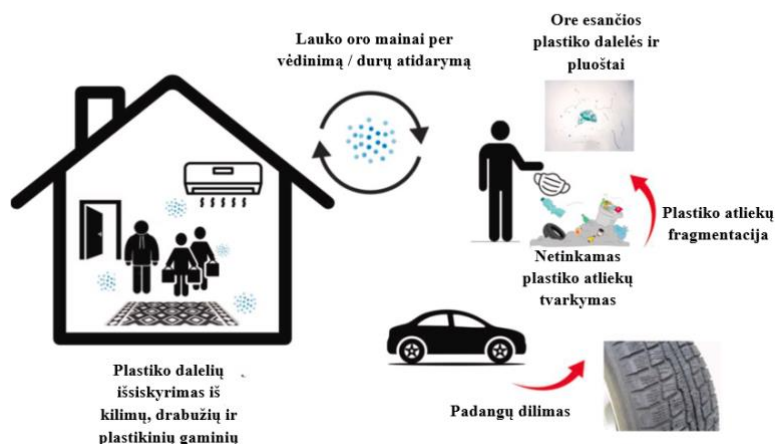 Lauko oro mainai per
vėdinimą / durų atidarymą
Ore esančios
plastiko dalelės ir
pluoštai
Plastiko atliekų
fragmentacija
Netinkamas
plastiko atliekų
tvarkymas
Plastiko dalelių
išsiskyrimas iš
kilimų, drabužių ir
plastikinių gaminių
Padangų dilimas